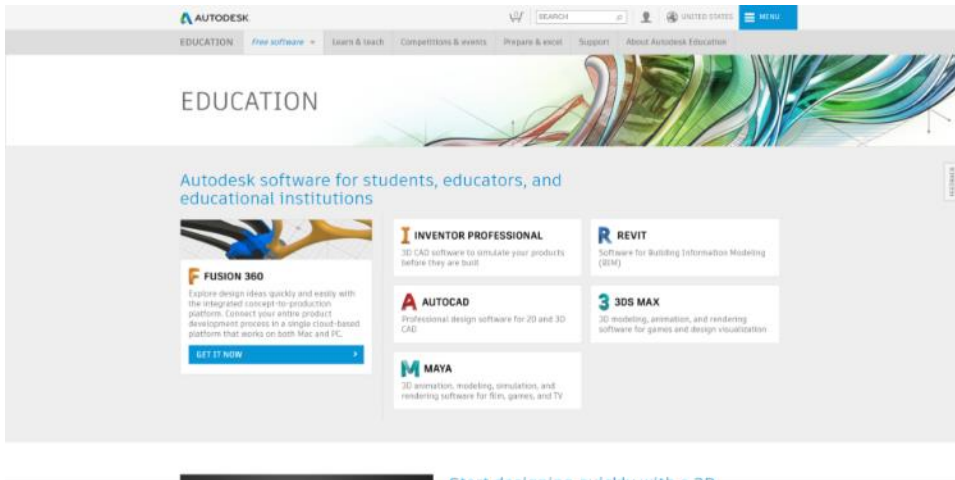 AUTODESK
SEARCH
UNITED STATES
MENU
EDUCATION
Free software
Learn & teach
Competitions & events
Prepare & excel
Support
About Autodesk Education
EDUCATION
FEEDBACK
Autodesk software for students, educators, and
educational institutions
FUSION 360
Explore design ideas quickly and easily with
the integrated concept-to-production
platform. Connect your entire product
development process in a single cloud-based
platform that works on both Mac and PC.
GET IT NOW
INVENTOR PROFESSIONAL
3D CAD software to simulate your products
before they are built
REVIT
Software for Building Information Modeling
(BIM)
AUTOCAD
Professional design software for 2D and 3D
CAD
3DS MAX
3D modeling, animation, and rendering
software for games and design visualization
MAYA
3D animation, modeling, simulation, and
rendering software for film, games, and TV
Start designing quickly with a 3D